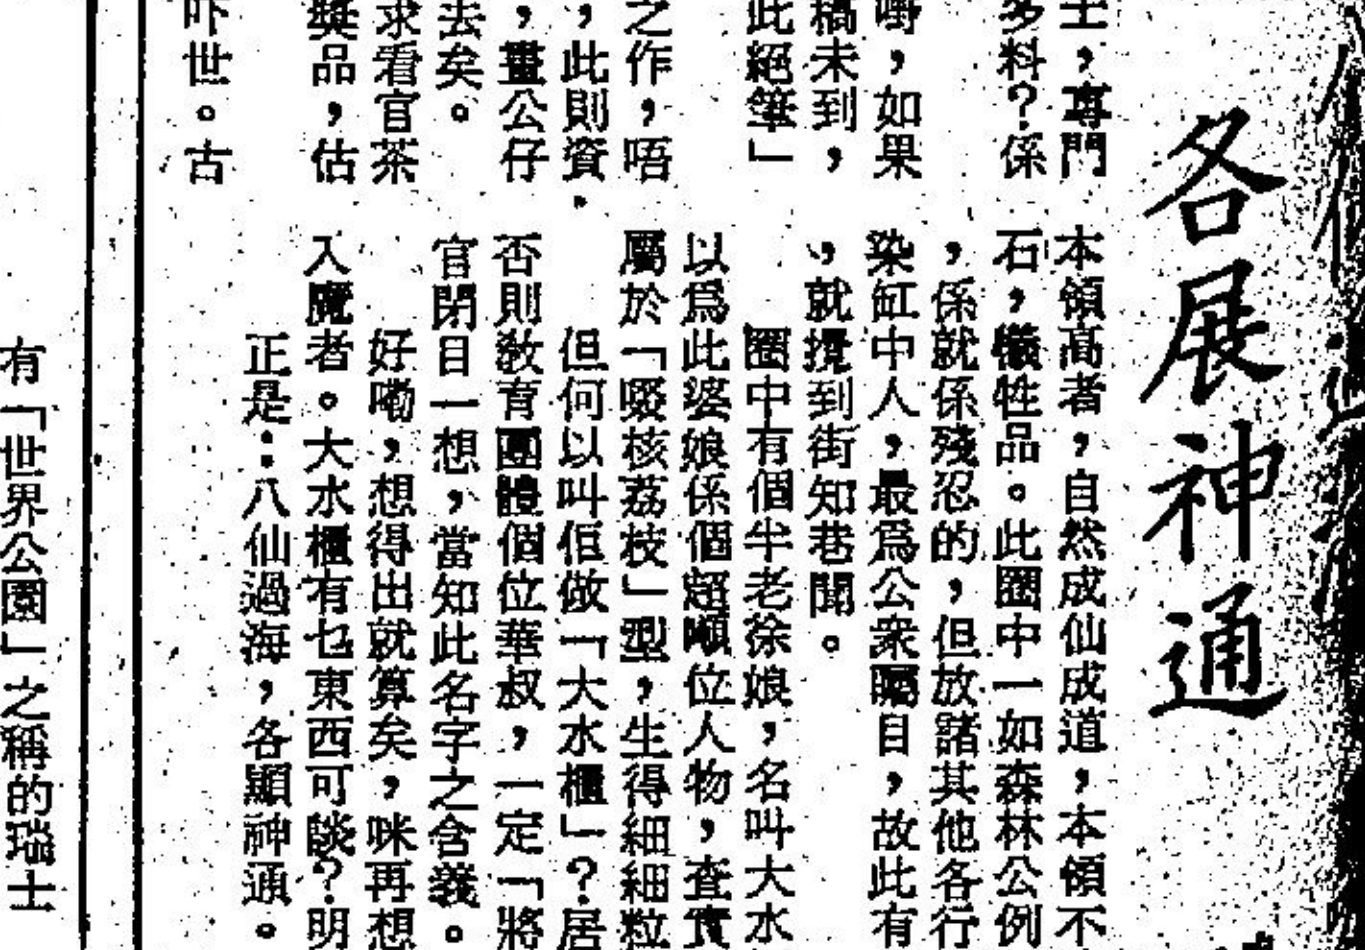 各展神通
士，專門
多料？係
嘢，如果
稿未到，
此絕筆」
之作，唔
，此則資
，畫公仔
去矣。
求看官茶
獎品，估
吓世。古
本領高者，自然成仙成道，本領不
石，犧牲品。此圈中一如森林公例
，係就係殘忍的，但放諸其他各行
染缸中人，最爲公衆矚目，故此有
，就攪到街知巷聞。
圈中有個半老徐娘，名叫大水
以爲此婆娘係個超噸位人物，查實
屬於「啜核荔枝」型，生得細細粒
但何以叫佢做「大水櫃」？居
否則敎育團體個位華叔，一定「將
官閉目一想，當知此名字之含義。
好嘞，想得出就算矣，咪再想
入魔者。大水櫃有乜東西可談？明
正是：八仙過海，各顯神通。
有「世界公園」之稱的瑞士